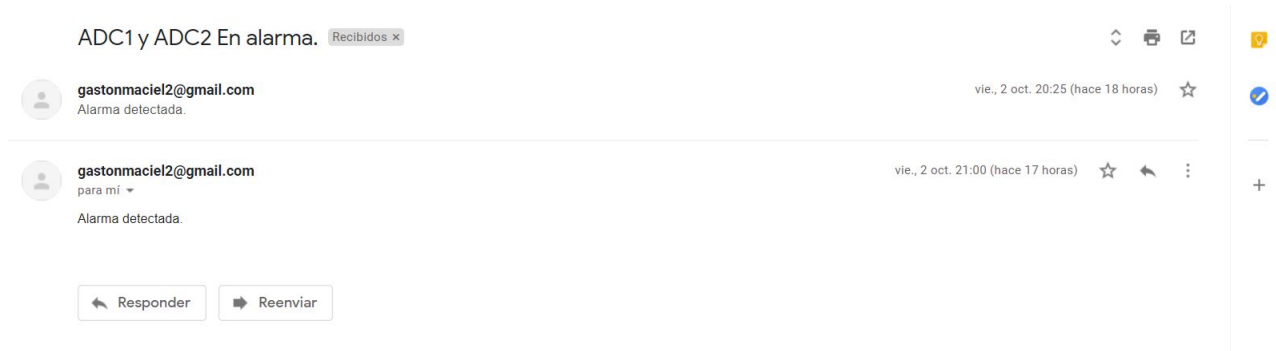 ADC1 y ADC2 En alarma. Recibidos ×
gastonmaciel2@gmail.com vie., 2 oct. 20:25 (hace 18 horas)
Alarma detectada.
gastonmaciel2@gmail.com vie., 2 oct. 21:00 (hace 17 horas)
para mí
Alarma detectada.
Responder Reenviar